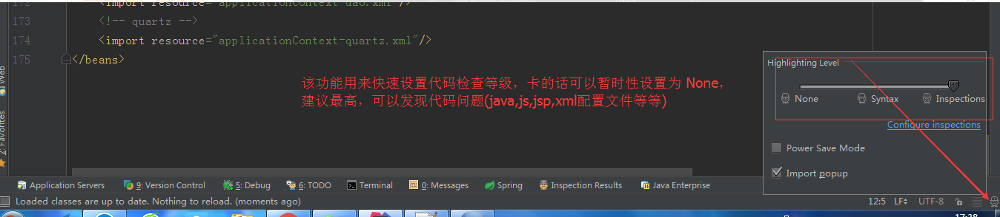 172 <import resource="applicationContext-dao.xml"/>
173 <!-- quartz -->
174 <import resource="applicationContext-quartz.xml"/>
175 </beans>
该功能用来快速设置代码检查等级，卡的话可以暂时性设置为 None，
建议最高，可以发现代码问题(java,js,jsp,xml配置文件等等)
Highlighting Level
None Syntax Inspections
Configure inspections
Power Save Mode
Import popup
Web
2: Favorites
Application Servers 9: Version Control 5: Debug 6: TODO Terminal 0: Messages Spring Inspection Results Java Enterprise
Loaded classes are up to date. Nothing to reload. (moments ago) 12:5 LF UTF-8
17:28